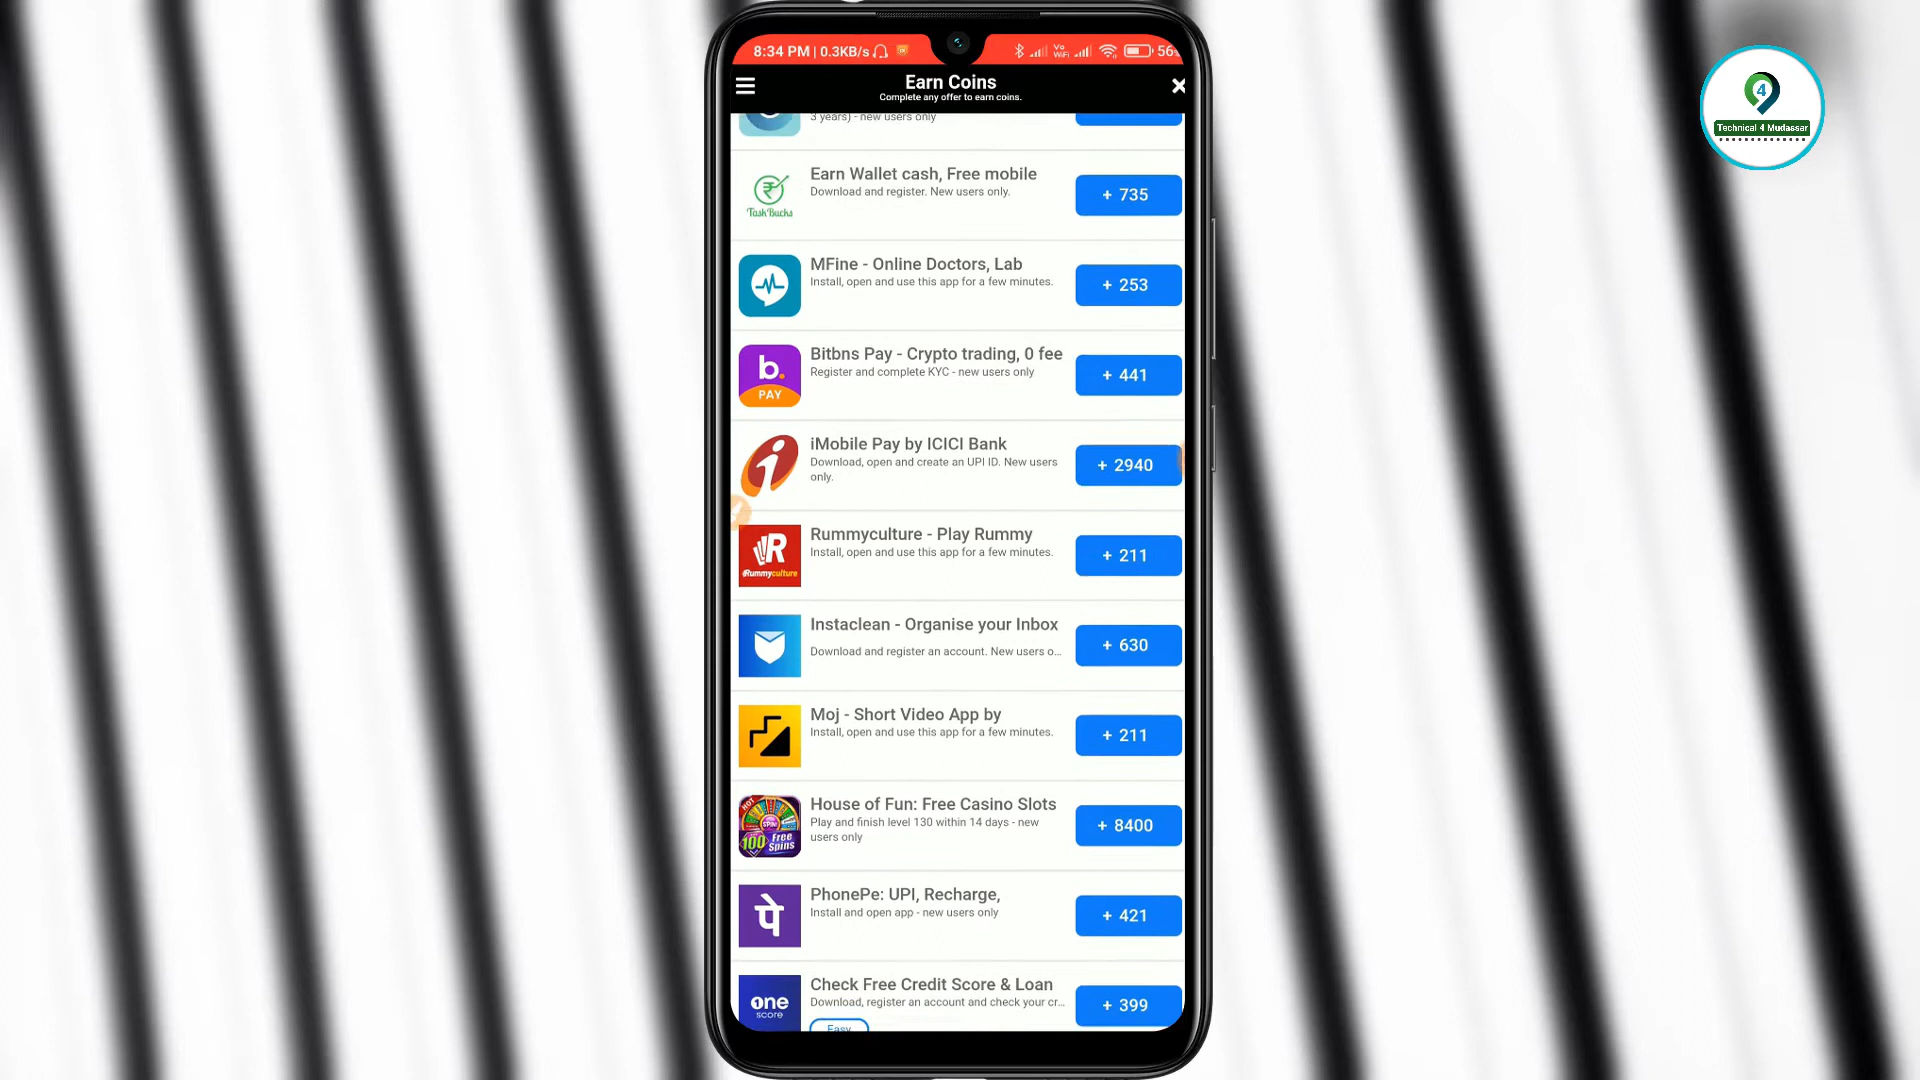 8:34 PM | 0.3KB/s
Vo
WiFi
56
Earn Coins
Complete any offer to earn coins.
3 years) - new users only
Earn Wallet cash, Free mobile
Download and register. New users only.
TaskBucks
+ 735
MFine - Online Doctors, Lab
Install, open and use this app for a few minutes.
+ 253
Bitbns Pay - Crypto trading, 0 fee
Register and complete KYC - new users only
b.
PAY
+ 441
iMobile Pay by ICICI Bank
Download, open and create an UPI ID. New users
only.
+ 2940
Rummyculture - Play Rummy
Install, open and use this app for a few minutes.
R
Rummyculture
+ 211
Instaclean - Organise your Inbox
Download and register an account. New users o...
+ 630
Moj - Short Video App by
Install, open and use this app for a few minutes.
+ 211
House of Fun: Free Casino Slots
Play and finish level 130 within 14 days - new
users only
HOT
SPIN
100 Free
Spins
+ 8400
PhonePe: UPI, Recharge,
Install and open app - new users only
पे
+ 421
Check Free Credit Score & Loan
Download, register an account and check your cr...
one
score
+ 399
Easy
4
Technical 4 Mudassar